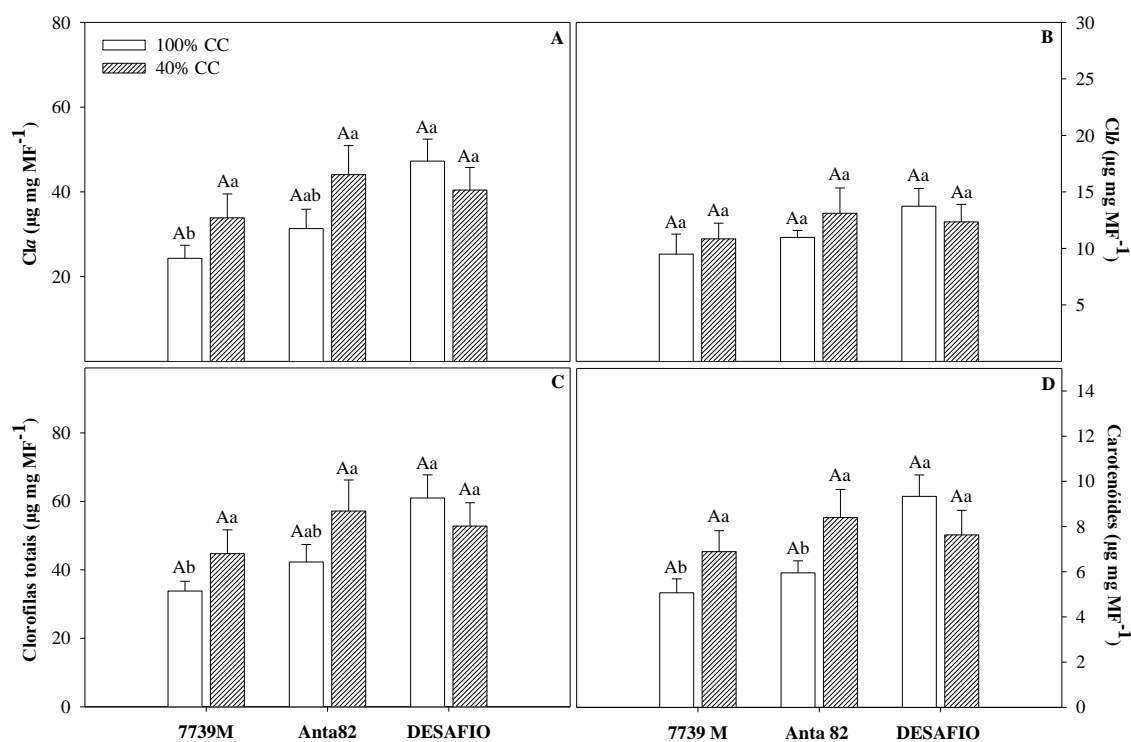 80
60
40
20
Cla (µg mg MF-1)
100% CC
40% CC
A
Ab
Aa
Aab
Aa
Aa
Aa
B
30
25
20
15
10
5
Clb (µg mg MF-1)
Aa
Aa
Aa
Aa
Aa
Aa
C
80
60
40
20
0
Clorofilas totais (µg mg MF-1)
Ab
Aa
Aab
Aa
Aa
Aa
7739M
Anta82
DESAFIO
D
14
12
10
8
6
4
2
0
Carotenóides (µg mg MF-1)
Ab
Aa
Ab
Aa
Aa
Aa
7739 M
Anta 82
DESAFIO